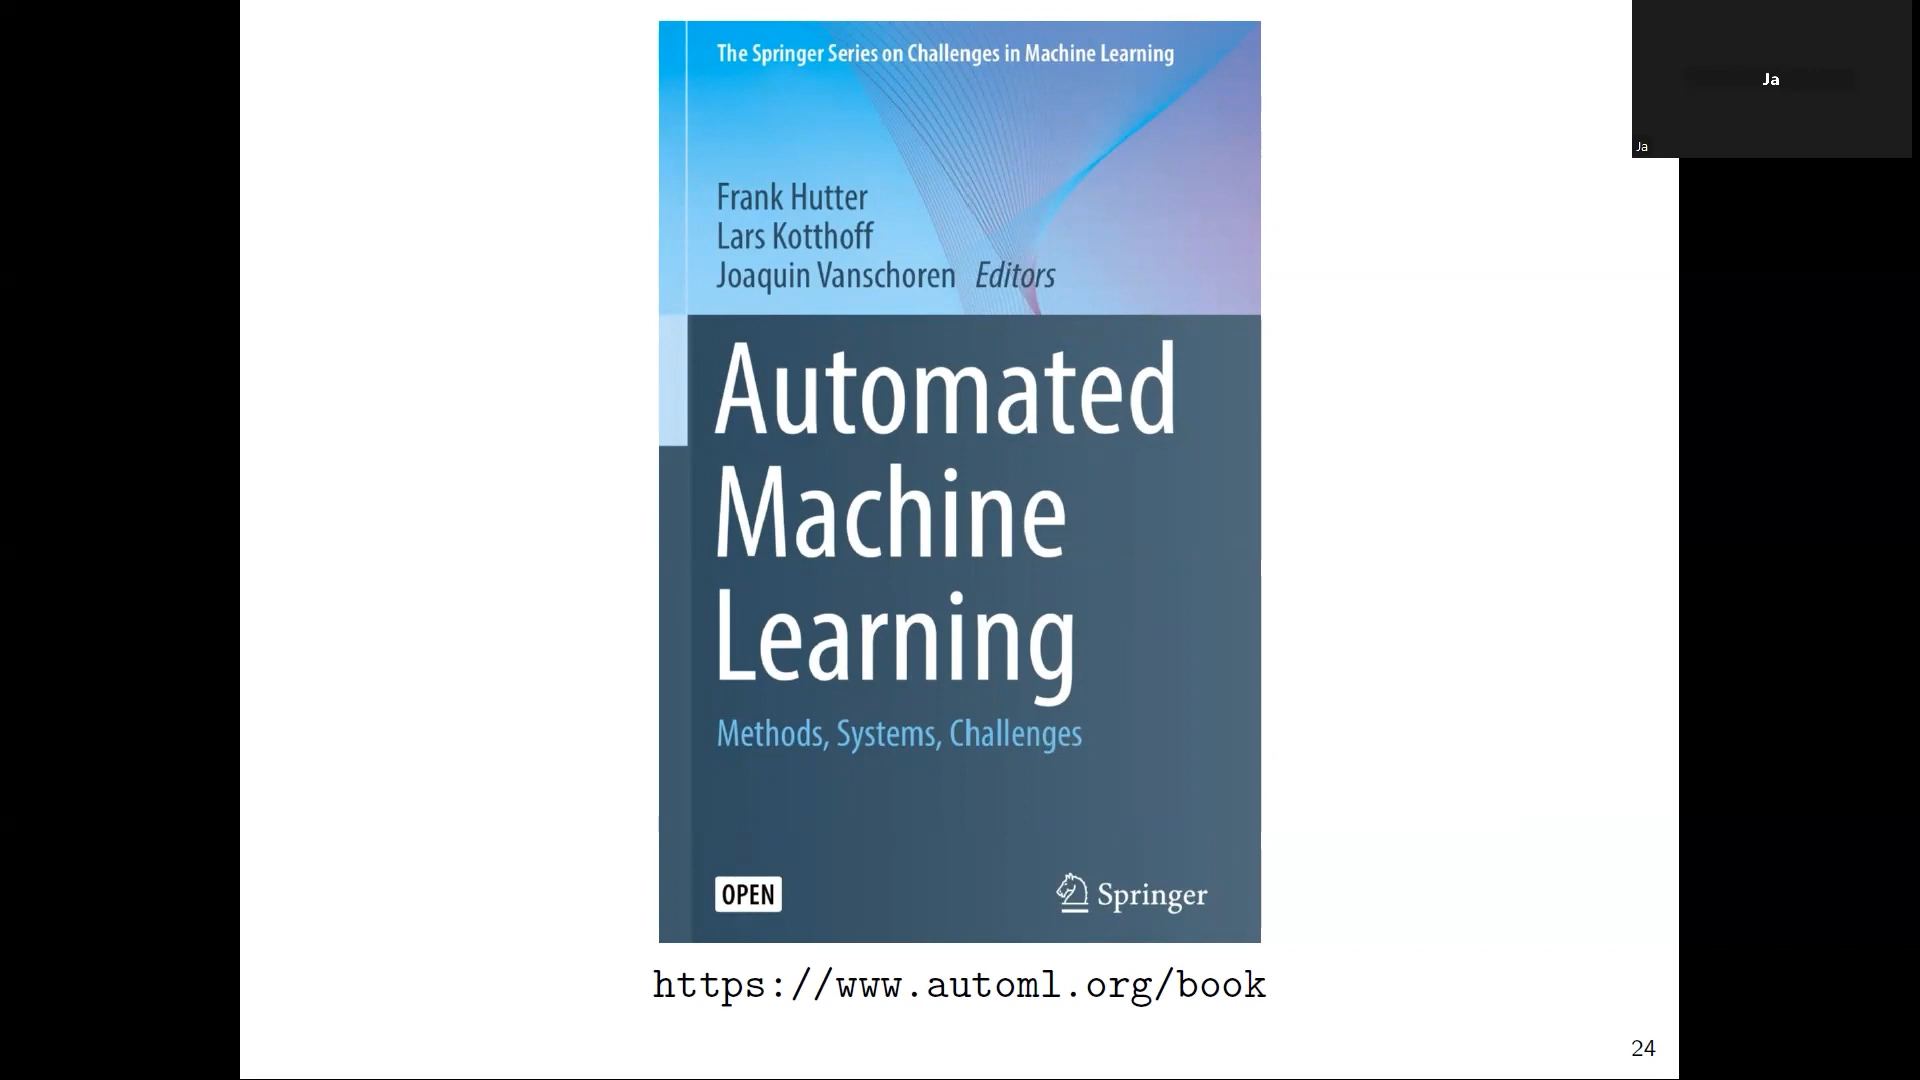 The Springer Series on Challenges in Machine Learning
Frank Hutter
Lars Kotthoff
Joaquin Vanschoren Editors
Automated
Machine
Learning
Methods, Systems, Challenges
OPEN
Springer
https://www.automl.org/book
24
Ja
Ja